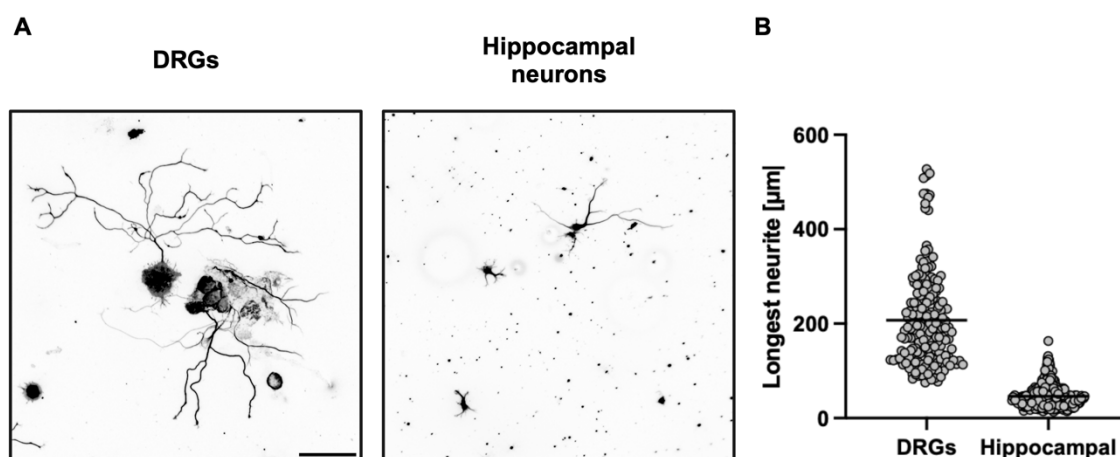 A
DRGs
Hippocampal
neurons
B
Longest neurite [µm]
600
400
200
0
DRGs
Hippocampal